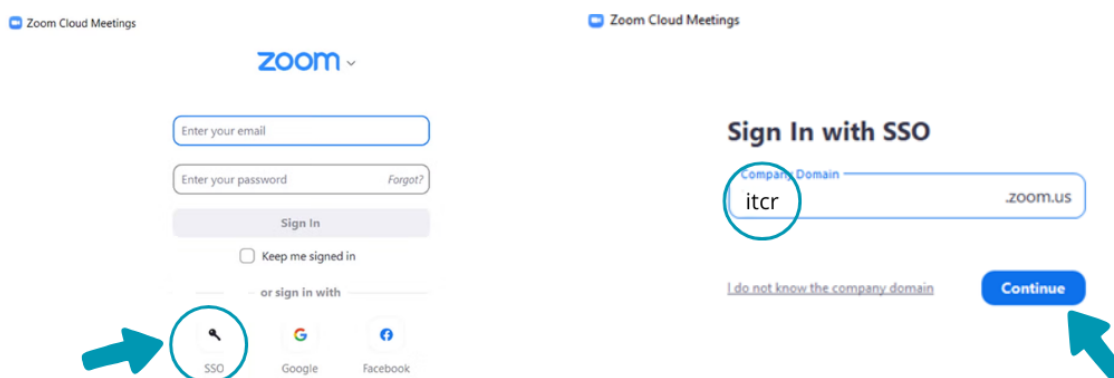 Zoom Cloud Meetings
zoom
Enter your email
Enter your password Forgot?
Sign In
Keep me signed in
or sign in with
SSO Google Facebook
Zoom Cloud Meetings
Sign In with SSO
Company Domain
itcr .zoom.us
I do not know the company domain Continue